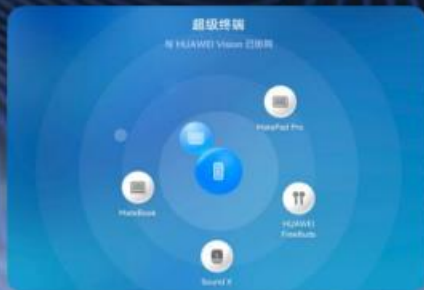 超级终端
与 HUAWEI Vision 已协同
MatePad Pro
MateBook
HUAWEI
FreeBuds
Sound X